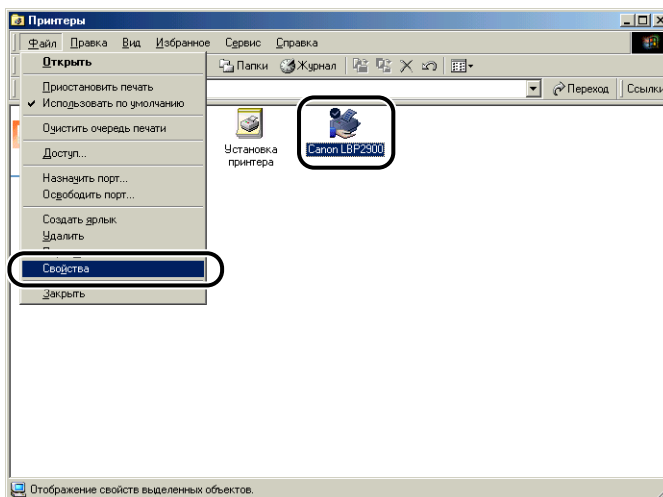 Принтеры
Файл Правка Вид Избранное Сервис Справка
Папки Журнал
Переход Ссылки
Открыть
Приостановить печать
Использовать по умолчанию
Очистить очередь печати
Доступ...
Назначить порт...
Освободить порт...
Создать ярлык
Удалить
Свойства
Закрыть
Установка
принтера
Canon LBP2900
Отображение свойств выделенных объектов.